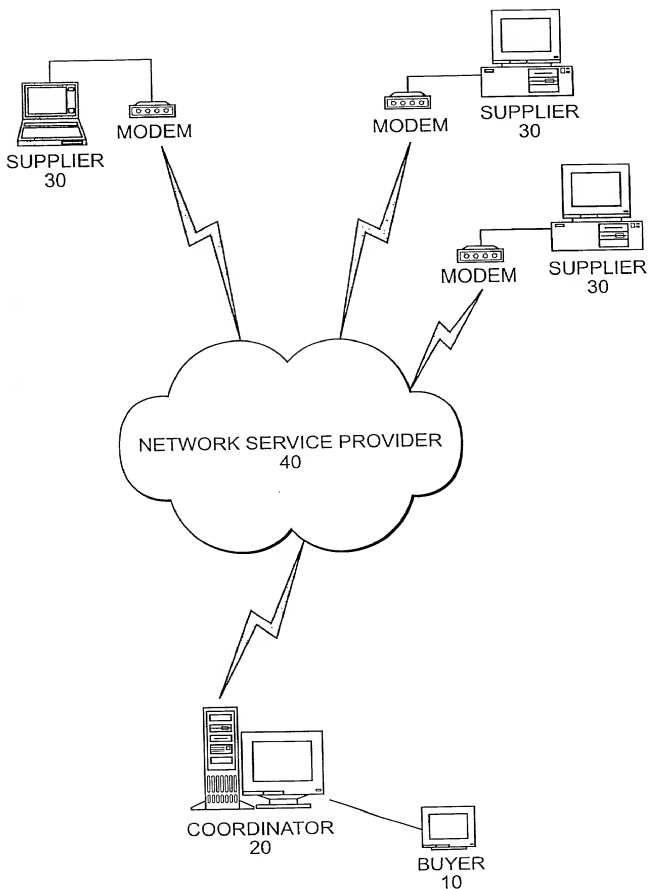 MODEM
SUPPLIER
30
MODEM
SUPPLIER
30
MODEM
SUPPLIER
30
NETWORK SERVICE PROVIDER
40
COORDINATOR
20
BUYER
10